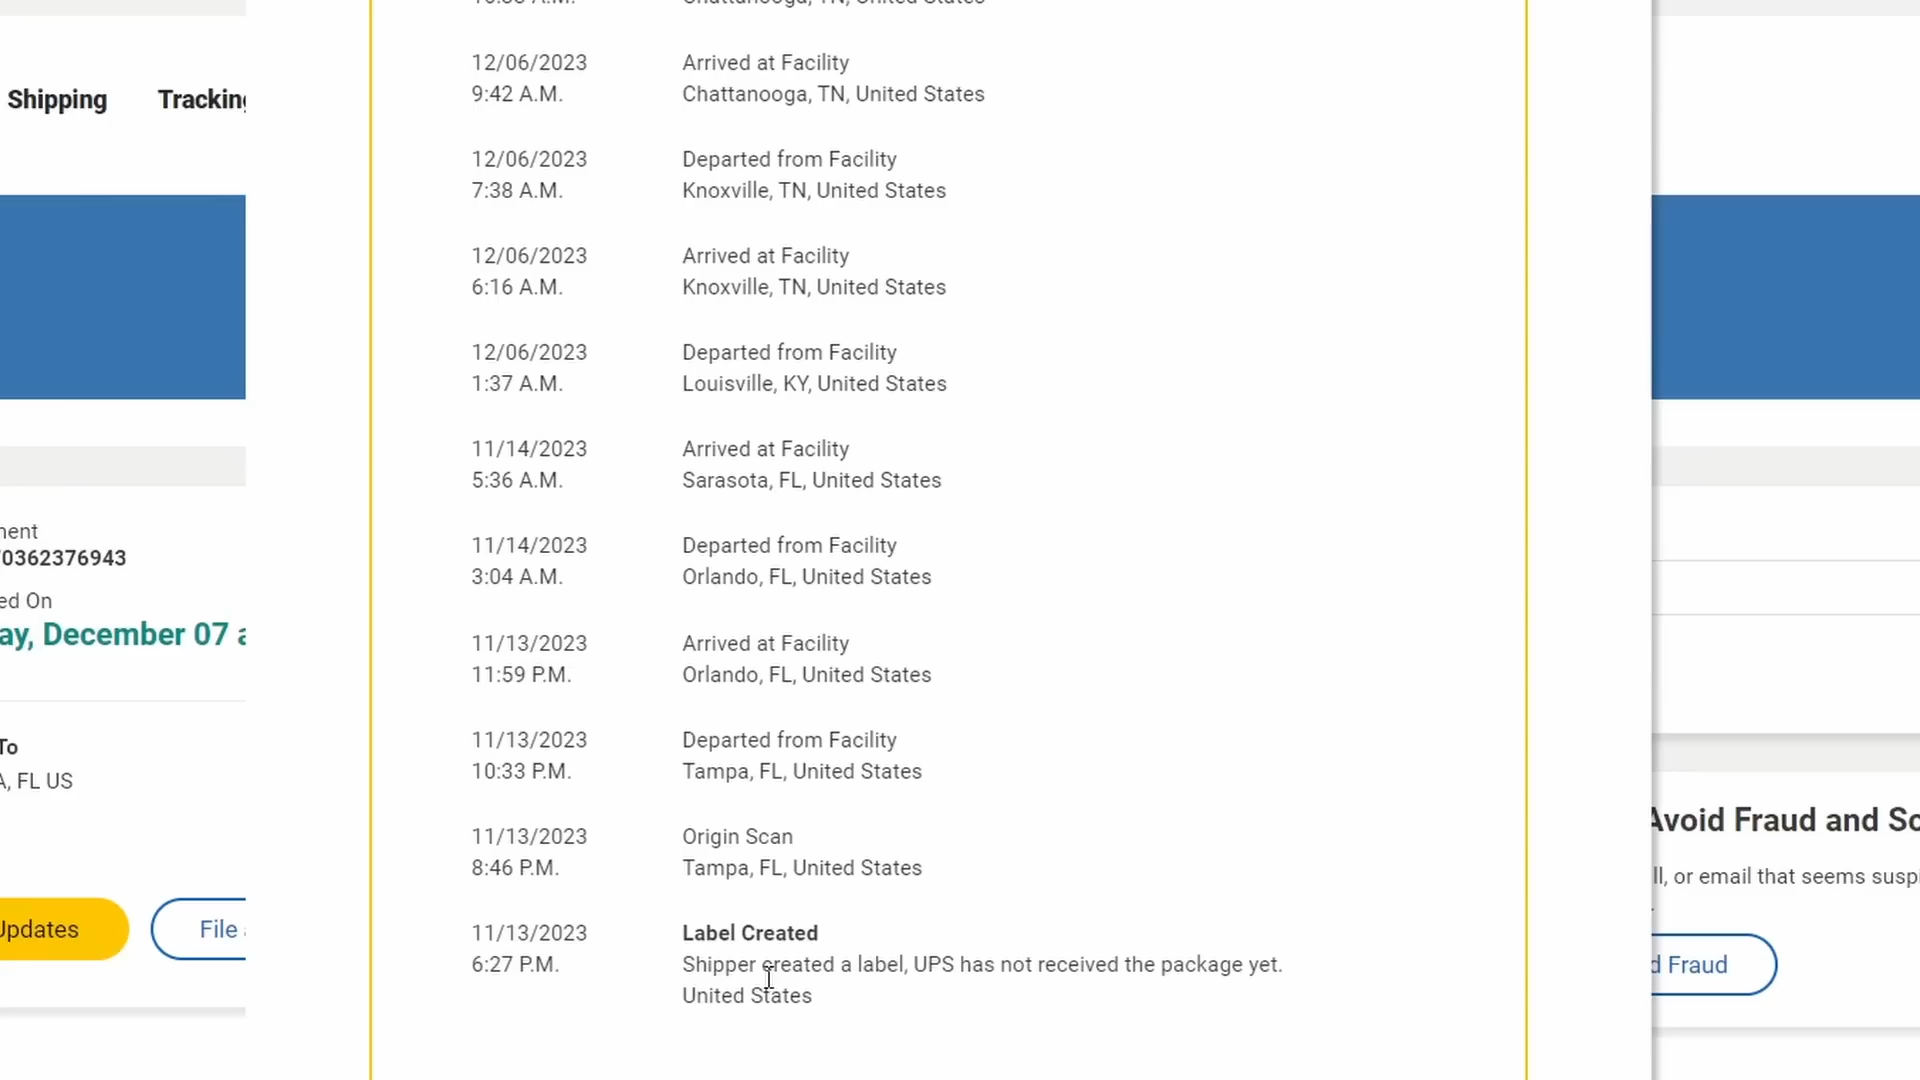 Chattanooga, TN, United States
12/06/2023 Arrived at Facility
9:42 A.M. Chattanooga, TN, United States
12/06/2023 Departed from Facility
7:38 A.M. Knoxville, TN, United States
12/06/2023 Arrived at Facility
6:16 A.M. Knoxville, TN, United States
12/06/2023 Departed from Facility
1:37 A.M. Louisville, KY, United States
11/14/2023 Arrived at Facility
5:36 A.M. Sarasota, FL, United States
11/14/2023 Departed from Facility
3:04 A.M. Orlando, FL, United States
11/13/2023 Arrived at Facility
11:59 P.M. Orlando, FL, United States
11/13/2023 Departed from Facility
10:33 P.M. Tampa, FL, United States
11/13/2023 Origin Scan
8:46 P.M. Tampa, FL, United States
11/13/2023 Label Created
6:27 P.M. Shipper created a label, UPS has not received the package yet.
United States
Shipping Tracking
ment
0362376943
ed On
ay, December 07 a
To
A, FL US
Updates File
Avoid Fraud and Sc
ll, or email that seems suspi
d Fraud